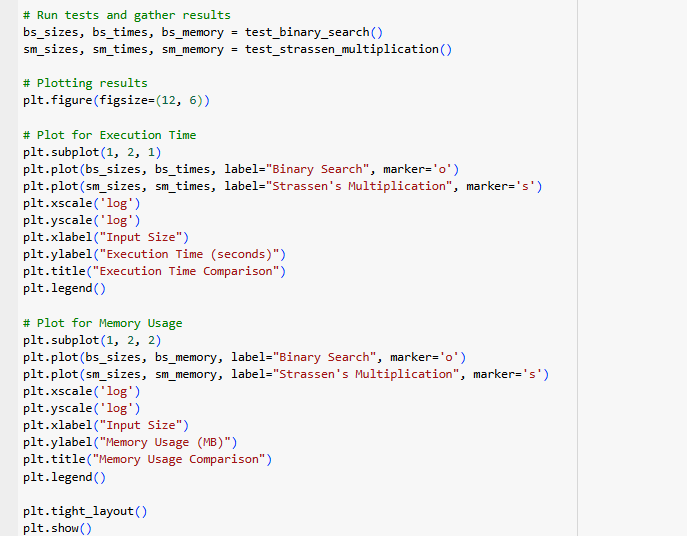 # Run tests and gather results
bs_sizes, bs_times, bs_memory = test_binary_search()
sm_sizes, sm_times, sm_memory = test_strassen_multiplication()
# Plotting results
plt.figure(figsize=(12, 6))
# Plot for Execution Time
plt.subplot(1, 2, 1)
plt.plot(bs_sizes, bs_times, label="Binary Search", marker='o')
plt.plot(sm_sizes, sm_times, label="Strassen's Multiplication", marker='s')
plt.xscale('log')
plt.yscale('log')
plt.xlabel("Input Size")
plt.ylabel("Execution Time (seconds)")
plt.title("Execution Time Comparison")
plt.legend()
# Plot for Memory Usage
plt.subplot(1, 2, 2)
plt.plot(bs_sizes, bs_memory, label="Binary Search", marker='o')
plt.plot(sm_sizes, sm_memory, label="Strassen's Multiplication", marker='s')
plt.xscale('log')
plt.yscale('log')
plt.xlabel("Input Size")
plt.ylabel("Memory Usage (MB)")
plt.title("Memory Usage Comparison")
plt.legend()
plt.tight_layout()
plt.show()